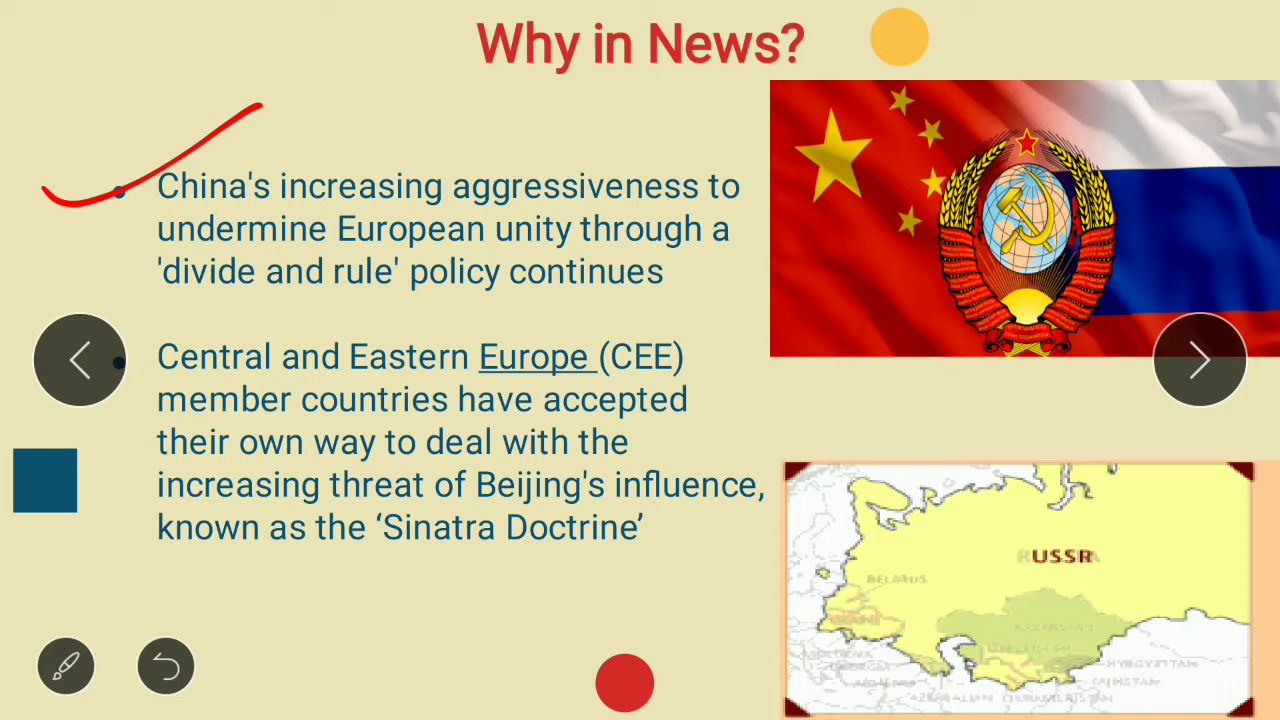 Why in News?
China's increasing aggressiveness to
undermine European unity through a
'divide and rule' policy continues
Central and Eastern Europe (CEE)
member countries have accepted
their own way to deal with the
increasing threat of Beijing's influence,
known as the ‘Sinatra Doctrine’
USSR
BELARUS